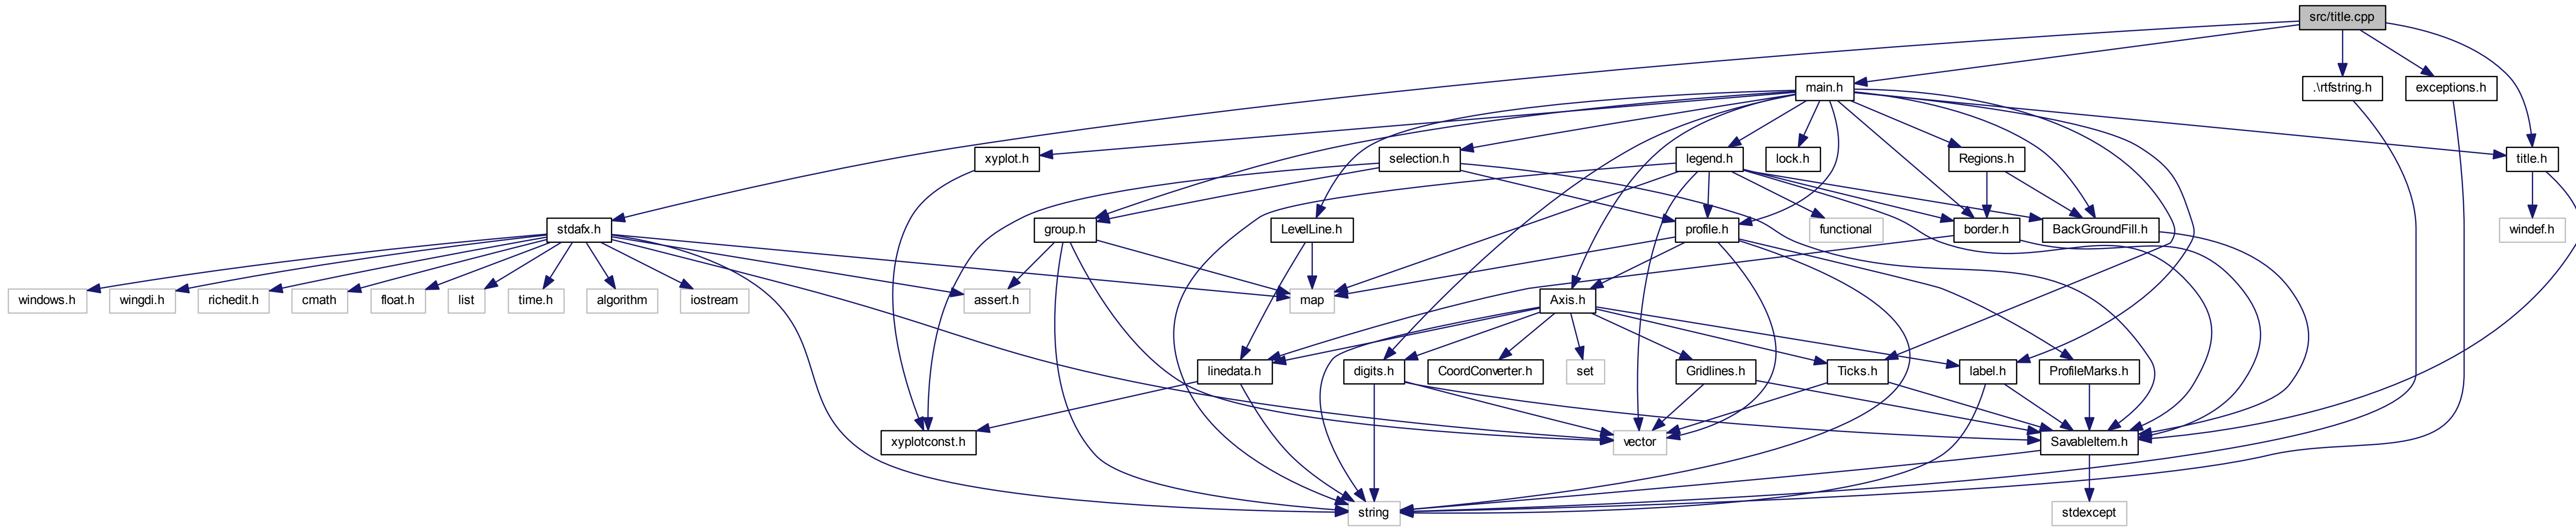 src/title.cpp
main.h
.\rtfstring.h
exceptions.h
xyplot.h
selection.h
legend.h
lock.h
Regions.h
title.h
stdafx.h
group.h
LevelLine.h
profile.h
functional
border.h
BackGroundFill.h
windef.h
windows.h
wingdi.h
richedit.h
cmath
float.h
list
time.h
algorithm
iostream
assert.h
map
Axis.h
linedata.h
digits.h
CoordConverter.h
set
Gridlines.h
Ticks.h
label.h
ProfileMarks.h
xyplotconst.h
vector
SavableItem.h
string
stdexcept